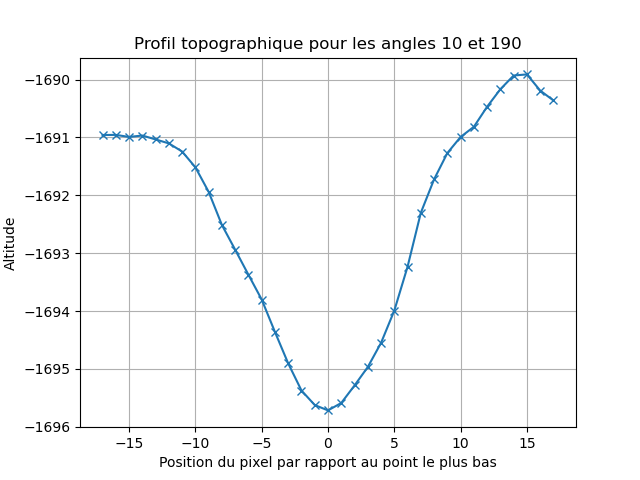 Profil topographique pour les angles 10 et 190
Altitude
−1690
−1691
−1692
−1693
−1694
−1695
−1696
−15 −10 −5 0 5 10 15
Position du pixel par rapport au point le plus bas